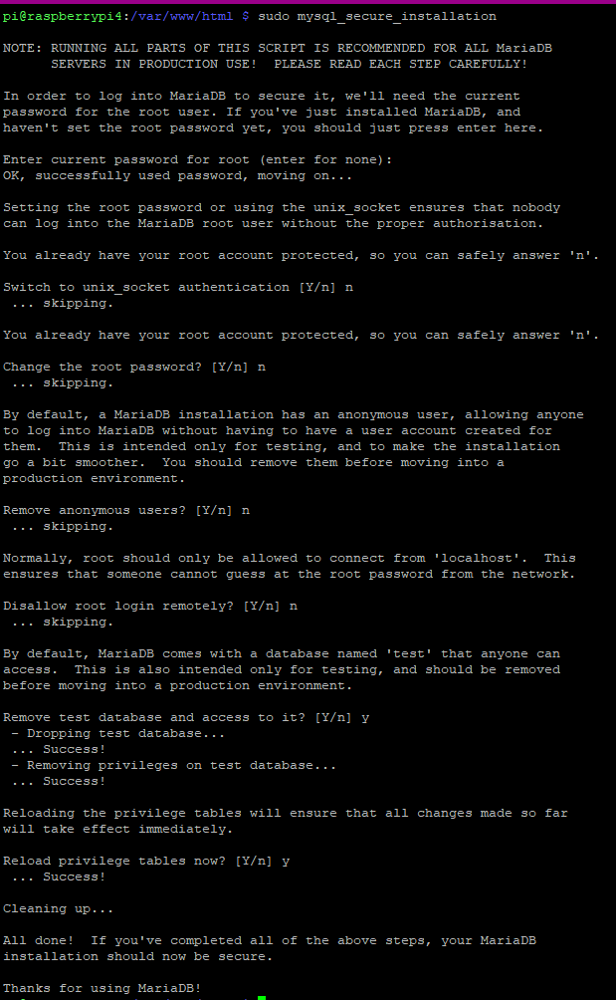 pi@raspberrypi4:/var/www/html $ sudo mysql_secure_installation
NOTE: RUNNING ALL PARTS OF THIS SCRIPT IS RECOMMENDED FOR ALL MariaDB
SERVERS IN PRODUCTION USE!  PLEASE READ EACH STEP CAREFULLY!
In order to log into MariaDB to secure it, we'll need the current
password for the root user. If you've just installed MariaDB, and
haven't set the root password yet, you should just press enter here.
Enter current password for root (enter for none):
OK, successfully used password, moving on...
Setting the root password or using the unix_socket ensures that nobody
can log into the MariaDB root user without the proper authorisation.
You already have your root account protected, so you can safely answer 'n'.
Switch to unix_socket authentication [Y/n] n
... skipping.
You already have your root account protected, so you can safely answer 'n'.
Change the root password? [Y/n] n
... skipping.
By default, a MariaDB installation has an anonymous user, allowing anyone
to log into MariaDB without having to have a user account created for
them.  This is intended only for testing, and to make the installation
go a bit smoother.  You should remove them before moving into a
production environment.
Remove anonymous users? [Y/n] n
... skipping.
Normally, root should only be allowed to connect from 'localhost'.  This
ensures that someone cannot guess at the root password from the network.
Disallow root login remotely? [Y/n] n
... skipping.
By default, MariaDB comes with a database named 'test' that anyone can
access.  This is also intended only for testing, and should be removed
before moving into a production environment.
Remove test database and access to it? [Y/n] y
- Dropping test database...
... Success!
- Removing privileges on test database...
... Success!
Reloading the privilege tables will ensure that all changes made so far
will take effect immediately.
Reload privilege tables now? [Y/n] y
... Success!
Cleaning up...
All done!  If you've completed all of the above steps, your MariaDB
installation should now be secure.
Thanks for using MariaDB!